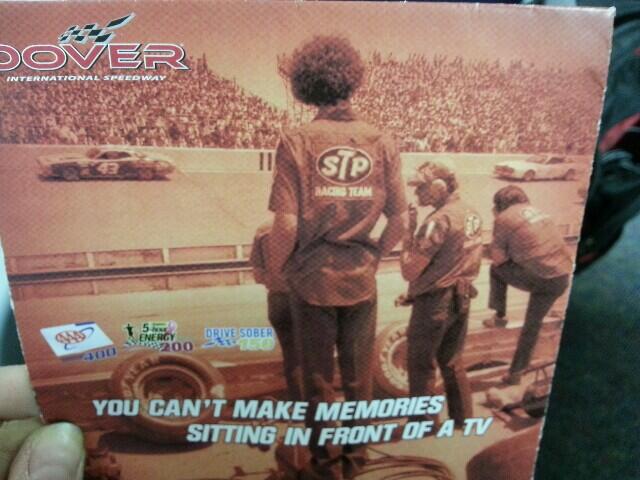 DOVER
INTERNATIONAL SPEEDWAY
43
STP
RACING TEAM
AAA
400
5-hour
ENERGY
200
DRIVE SOBER
150
YOU CAN'T MAKE MEMORIES
SITTING IN FRONT OF A TV